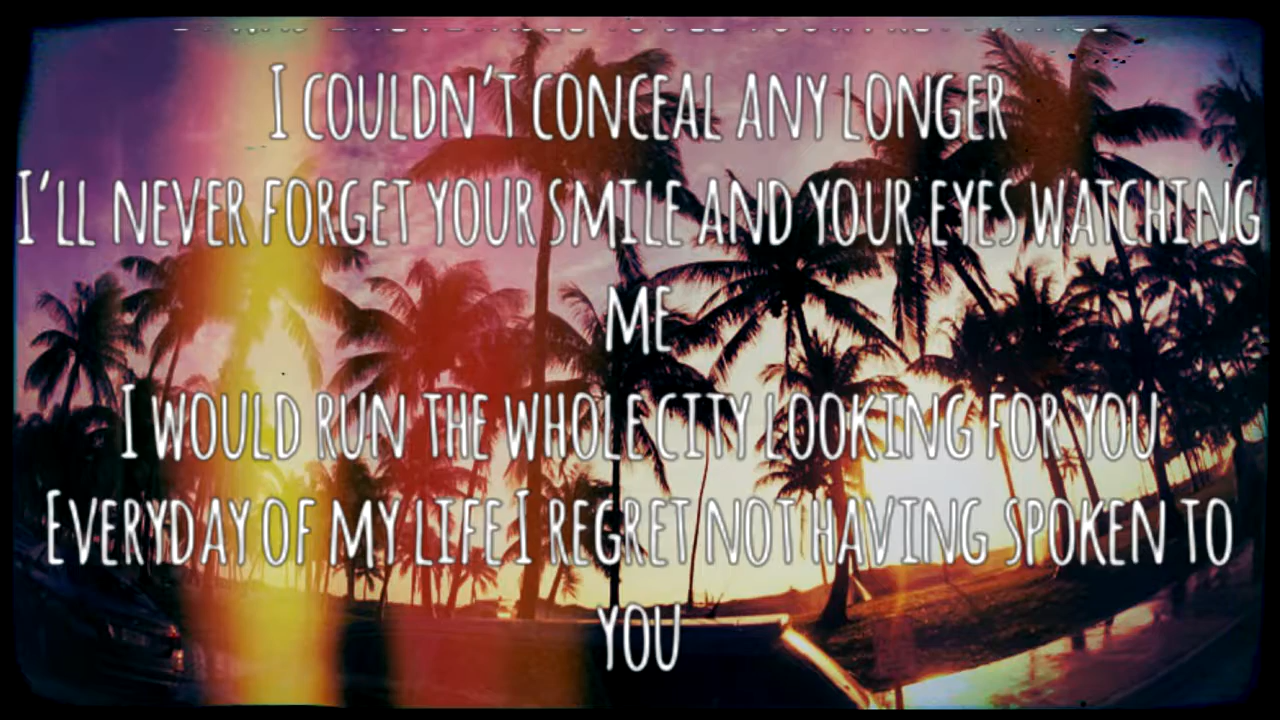 I couldn't conceal any longer
I'll never forget your smile and your eyes watching
me
I would run the whole city looking for you
Everyday of my life I regret not having spoken to
you